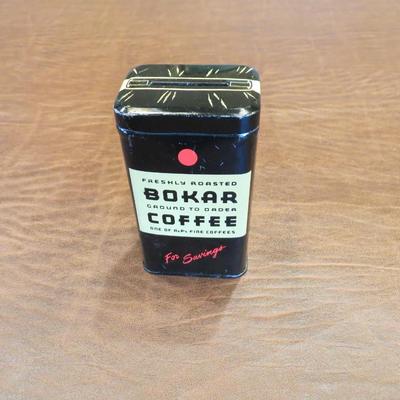 FRESHLY ROASTED
BOKAR
GROUND TO ORDER
COFFEE
ONE OF A&P's FINE COFFEES
For Savings